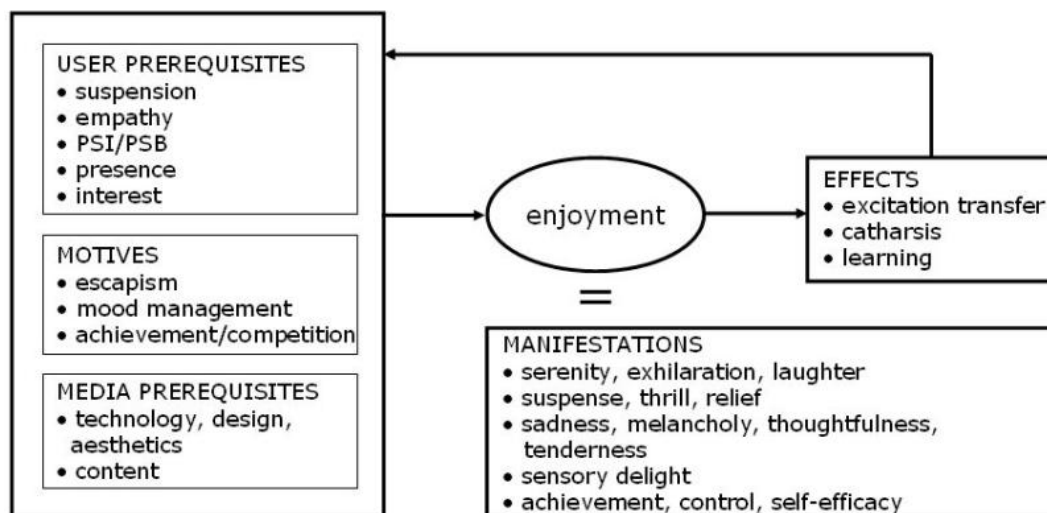 USER PREREQUISITES
• suspension
• empathy
• PSI/PSB
• presence
• interest
MOTIVES
• escapism
• mood management
• achievement/competition
MEDIA PREREQUISITES
• technology, design,
aesthetics
• content
enjoyment
=
EFFECTS
• excitation transfer
• catharsis
• learning
MANIFESTATIONS
• serenity, exhilaration, laughter
• suspense, thrill, relief
• sadness, melancholy, thoughtfulness,
tenderness
• sensory delight
• achievement, control, self-efficacy